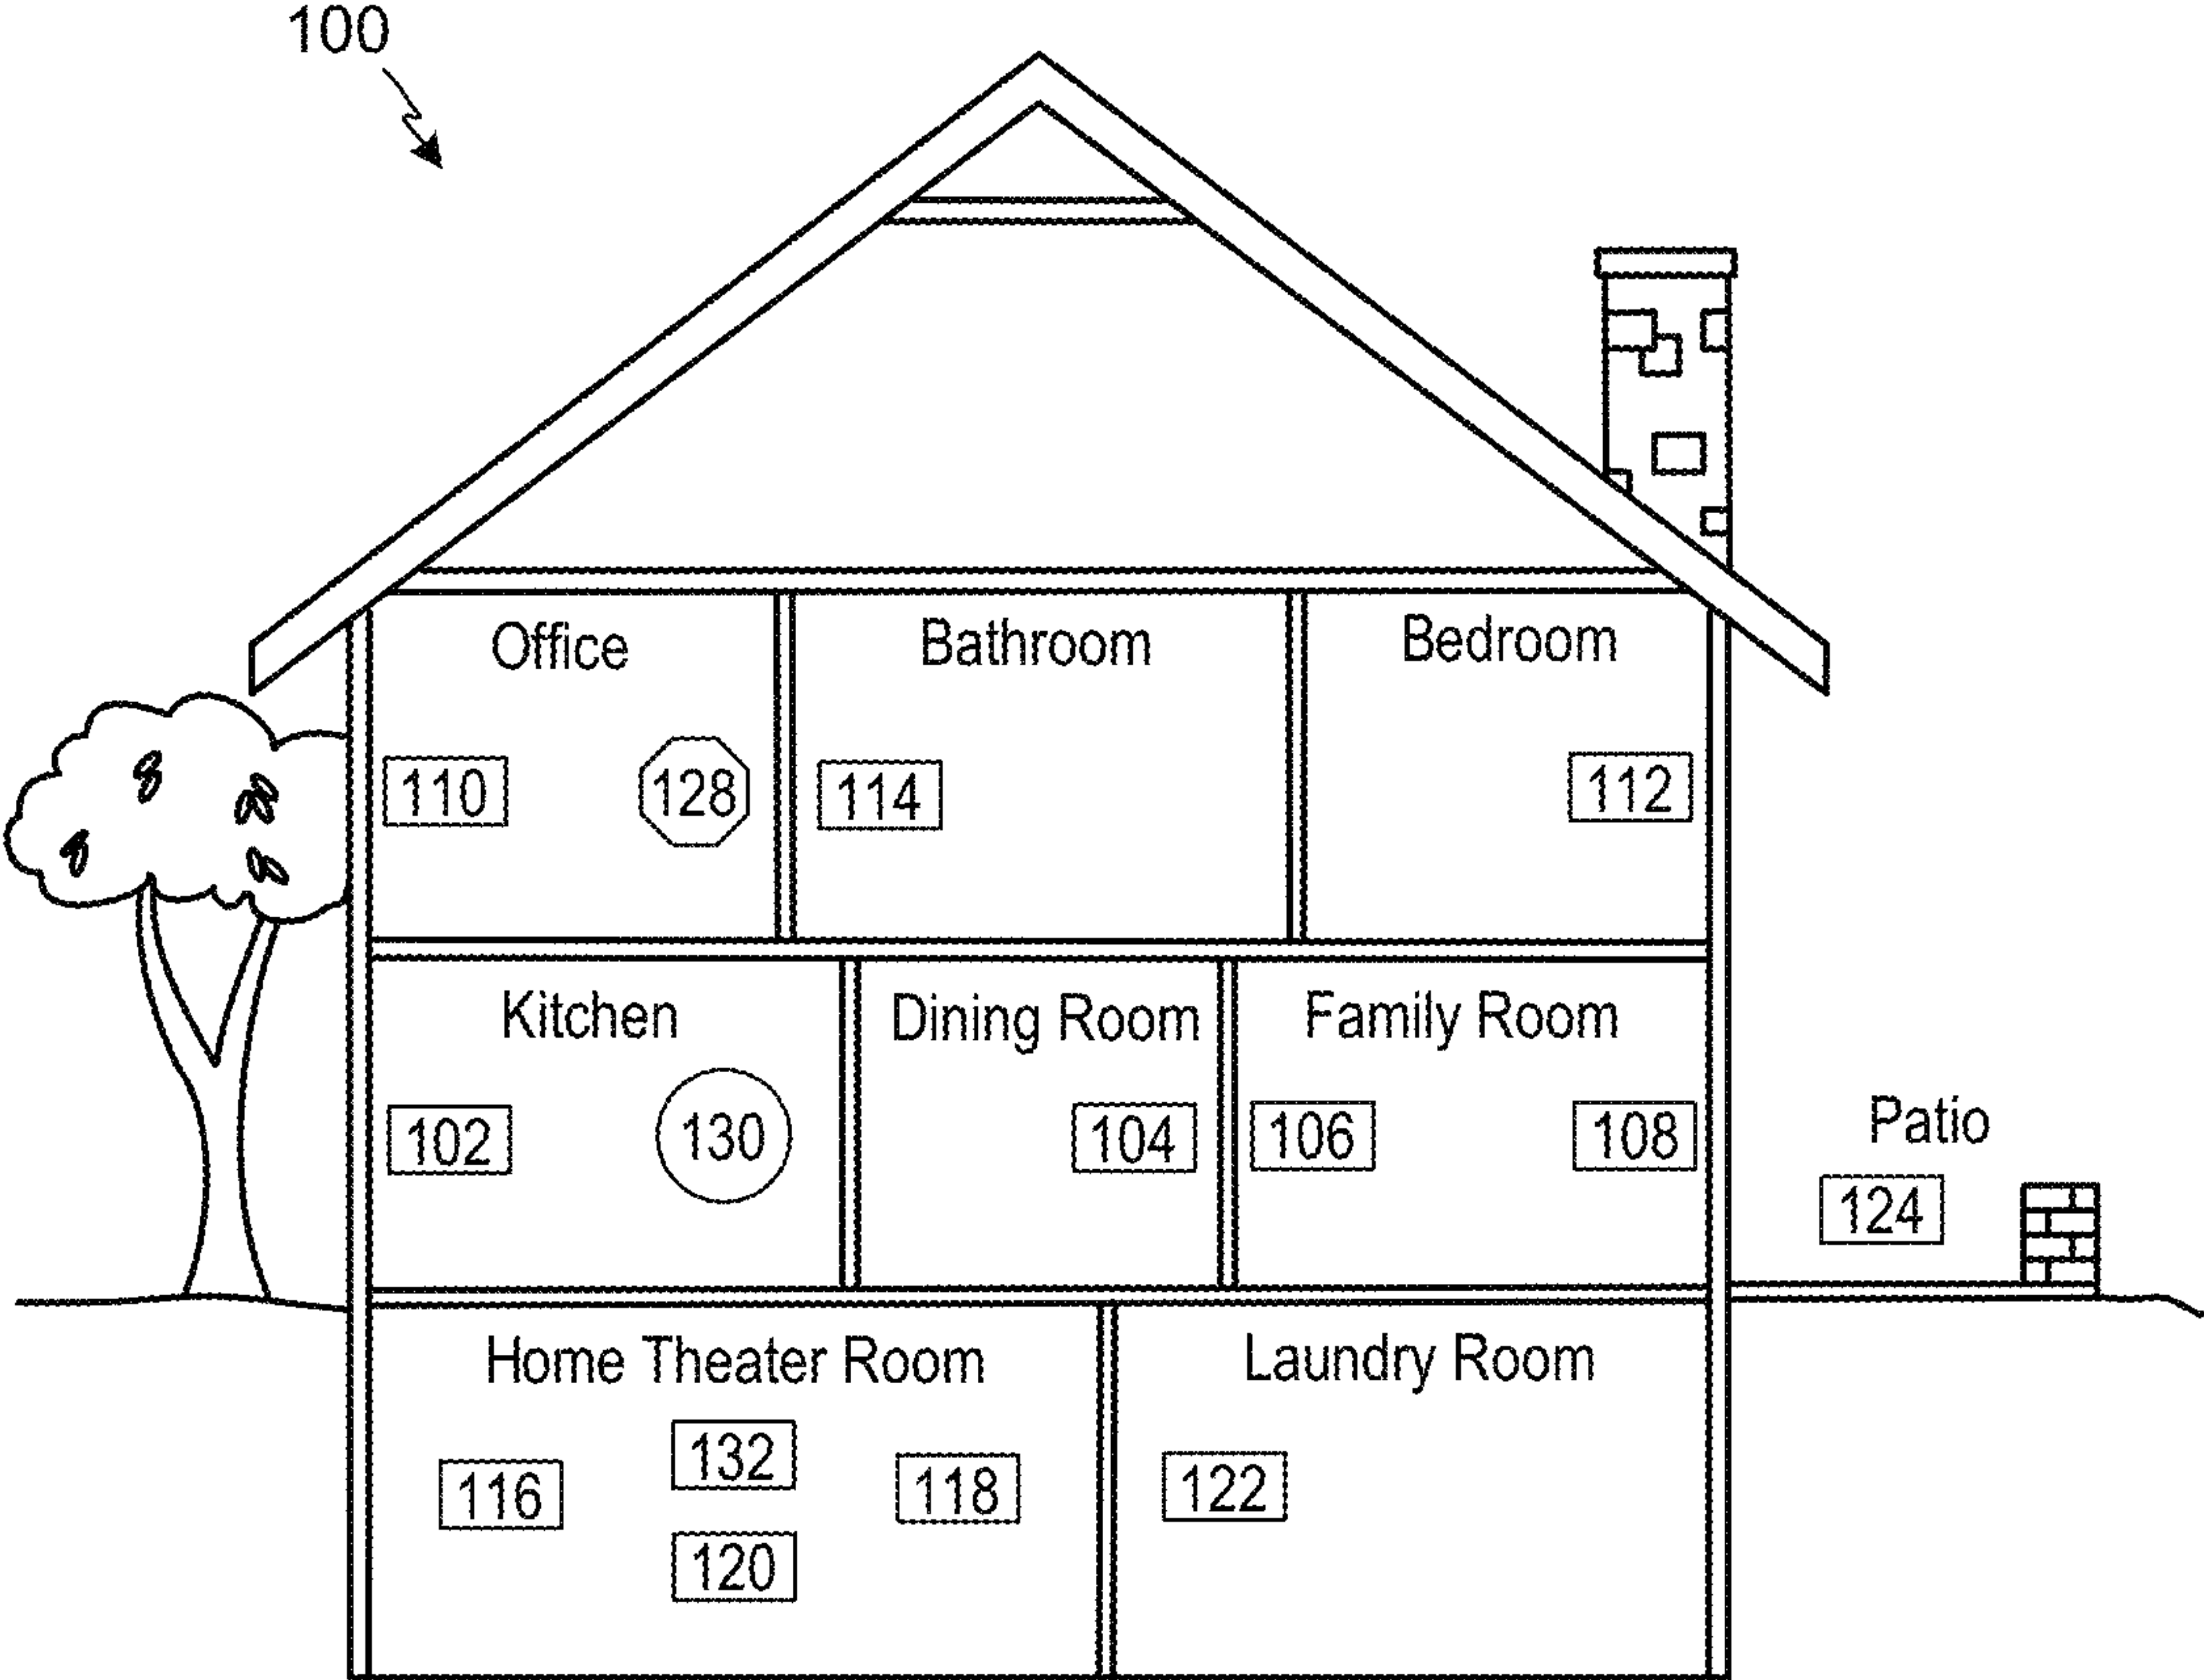 100
Office
Bathroom
Bedroom
110
128
114
112
Kitchen
Dining Room
Family Room
102
130
104
106
108
Patio
124
Home Theater Room
Laundry Room
116
132
118
120
122